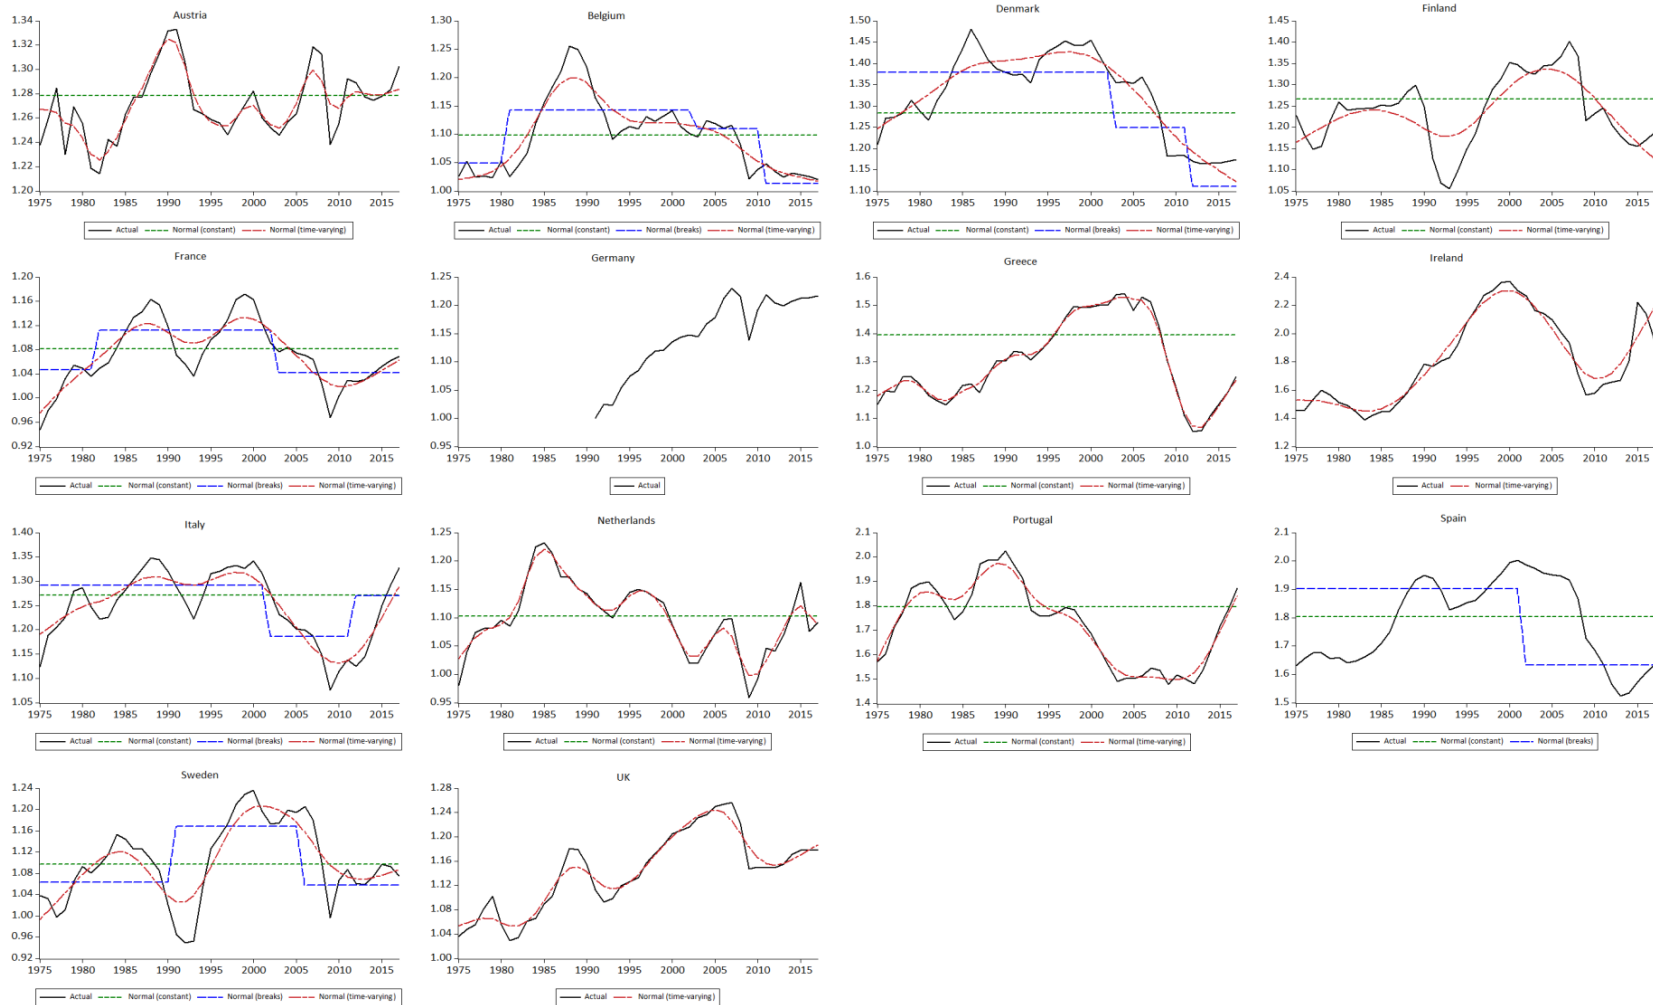 Austria
1.34
1.32
1.30
1.28
1.26
1.24
1.22
1.20
1975 1980 1985 1990 1995 2000 2005 2010 2015
Actual Normal (constant) Normal (time-varying)
Belgium
1.30
1.25
1.20
1.15
1.10
1.05
1.00
1975 1980 1985 1990 1995 2000 2005 2010 2015
Actual Normal (constant) Normal (breaks) Normal (time-varying)
Denmark
1.50
1.45
1.40
1.35
1.30
1.25
1.20
1.15
1.10
1975 1980 1985 1990 1995 2000 2005 2010 2015
Actual Normal (constant) Normal (breaks) Normal (time-varying)
Finland
1.45
1.40
1.35
1.30
1.25
1.20
1.15
1.10
1.05
1975 1980 1985 1990 1995 2000 2005 2010 2015
Actual Normal (constant) Normal (time-varying)
France
1.20
1.16
1.12
1.08
1.04
1.00
0.96
0.92
1975 1980 1985 1990 1995 2000 2005 2010 2015
Actual Normal (constant) Normal (breaks) Normal (time-varying)
Germany
1.25
1.20
1.15
1.10
1.05
1.00
0.95
1975 1980 1985 1990 1995 2000 2005 2010 2015
Actual
Greece
1.6
1.5
1.4
1.3
1.2
1.1
1.0
1975 1980 1985 1990 1995 2000 2005 2010 2015
Actual Normal (constant) Normal (time-varying)
Ireland
2.4
2.2
2.0
1.8
1.6
1.4
1.2
1975 1980 1985 1990 1995 2000 2005 2010 2015
Actual Normal (time-varying)
Italy
1.40
1.35
1.30
1.25
1.20
1.15
1.10
1.05
1975 1980 1985 1990 1995 2000 2005 2010 2015
Actual Normal (constant) Normal (breaks) Normal (time-varying)
Netherlands
1.25
1.20
1.15
1.10
1.05
1.00
0.95
1975 1980 1985 1990 1995 2000 2005 2010 2015
Actual Normal (constant) Normal (time-varying)
Portugal
2.1
2.0
1.9
1.8
1.7
1.6
1.5
1.4
1975 1980 1985 1990 1995 2000 2005 2010 2015
Actual Normal (constant) Normal (time-varying)
Spain
2.1
2.0
1.9
1.8
1.7
1.6
1.5
1975 1980 1985 1990 1995 2000 2005 2010 2015
Actual Normal (constant) Normal (breaks)
Sweden
1.24
1.20
1.16
1.12
1.08
1.04
1.00
0.96
0.92
1975 1980 1985 1990 1995 2000 2005 2010 2015
Actual Normal (constant) Normal (breaks) Normal (time-varying)
UK
1.28
1.24
1.20
1.16
1.12
1.08
1.04
1.00
1975 1980 1985 1990 1995 2000 2005 2010 2015
Actual Normal (time-varying)